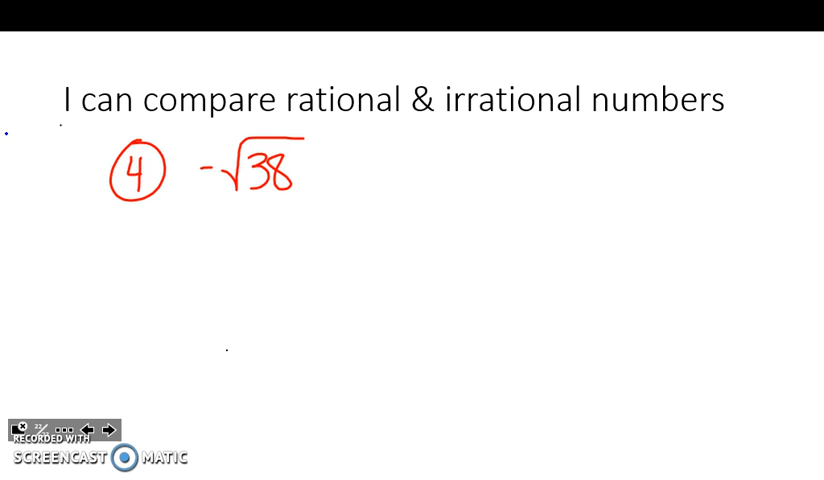 I can compare rational & irrational numbers
④ -√38
RECORDED WITH
SCREENCAST MATIC